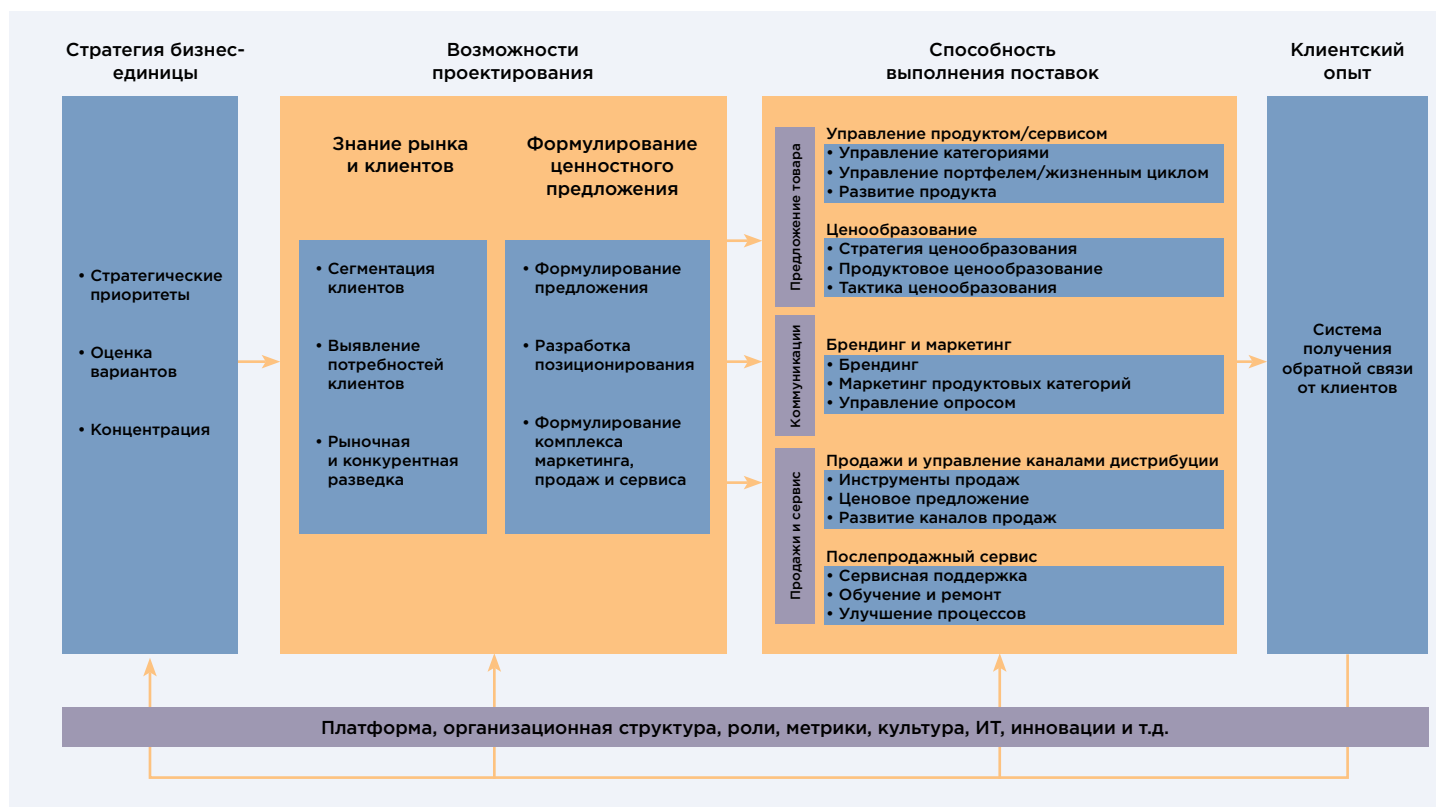 Стратегия бизнес-
единицы
Возможности
проектирования
Способность
выполнения поставок
Клиентский
опыт
• Стратегические
приоритеты
• Оценка
вариантов
• Концентрация
Знание рынка
и клиентов
• Сегментация
клиентов
• Выявление
потребностей
клиентов
• Рыночная
и конкурентная
разведка
Формулирование
ценностного
предложения
• Формулирование
предложения
• Разработка
позиционирования
• Формулирование
комплекса
маркетинга,
продаж и сервиса
Предложение товара
Управление продуктом/сервисом
• Управление категориями
• Управление портфелем/жизненным циклом
• Развитие продукта
Ценообразование
• Стратегия ценообразования
• Продуктовое ценообразование
• Тактика ценообразования
Коммуникации
Брендинг и маркетинг
• Брендинг
• Маркетинг продуктовых категорий
• Управление опросом
Продажи и сервис
Продажи и управление каналами дистрибуции
• Инструменты продаж
• Ценовое предложение
• Развитие каналов продаж
Послепродажный сервис
• Сервисная поддержка
• Обучение и ремонт
• Улучшение процессов
Система
получения
обратной связи
от клиентов
Платформа, организационная структура, роли, метрики, культура, ИТ, инновации и т.д.